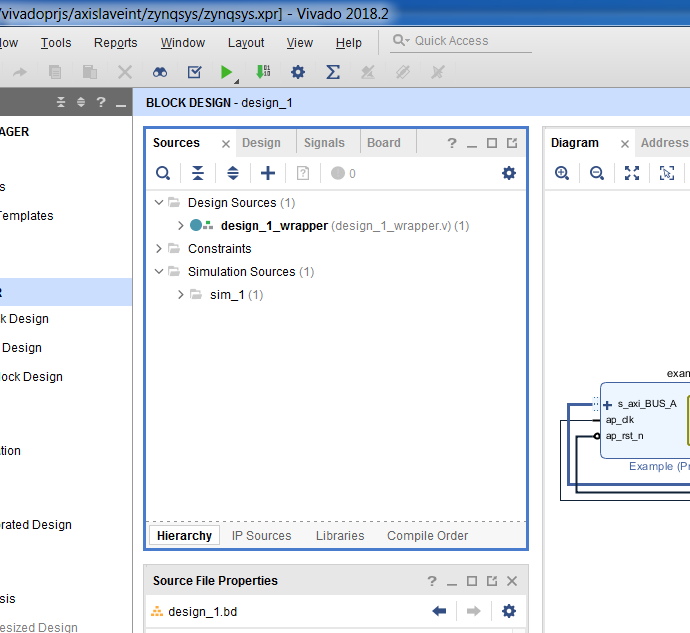 /vivadoprjs/axislaveint/zynqsys/zynqsys.xpr] - Vivado 2018.2
low Tools Reports Window Layout View Help Quick Access
BLOCK DESIGN - design_1
AGER
Sources Design Signals Board
Diagram Address
0
s
Templates
Design Sources (1)
design_1_wrapper (design_1_wrapper.v) (1)
Constraints
Simulation Sources (1)
sim_1 (1)
R
k Design
Design
lock Design
exam
s_axi_BUS_A
ap_clk
ap_rst_n
Example (Pr
tion
rated Design
Hierarchy IP Sources Libraries Compile Order
Source File Properties
sis
design_1.bd
esized Design